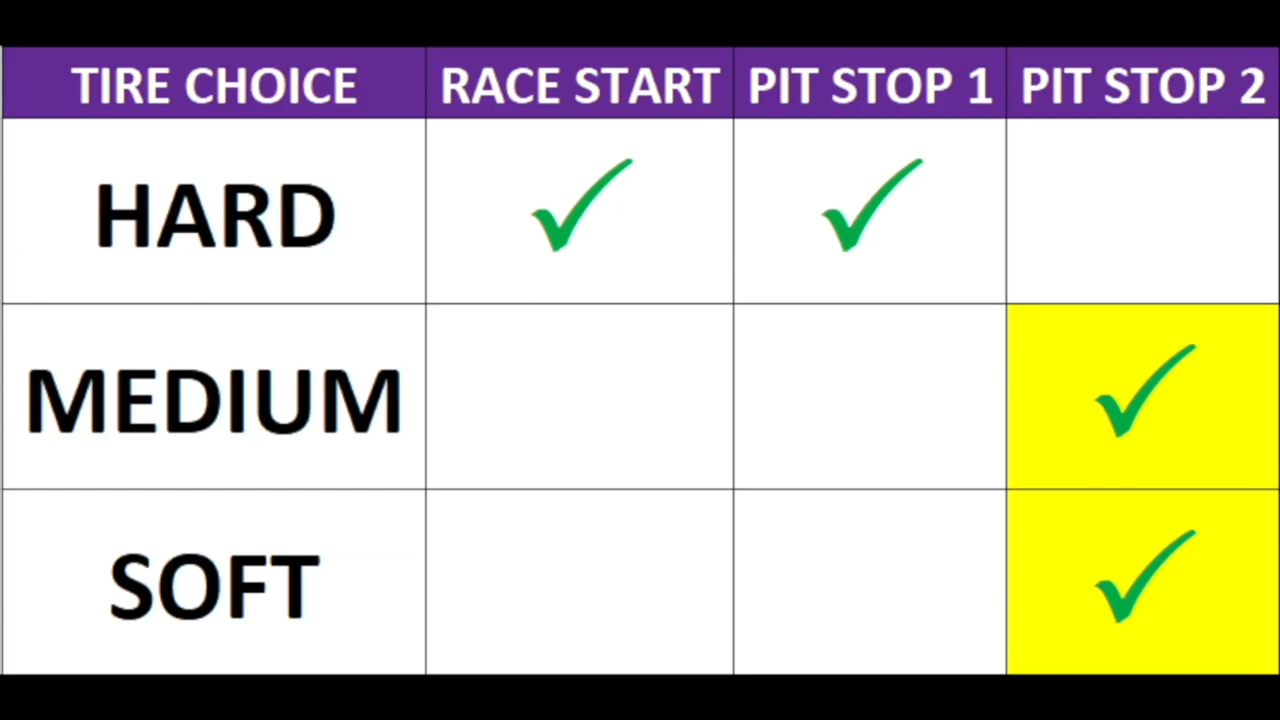 TIRE CHOICE RACE START PIT STOP 1 PIT STOP 2
HARD ✓ ✓
MEDIUM ✓
SOFT ✓